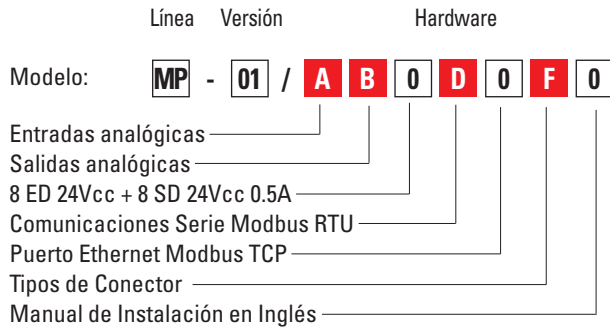 Línea Versión Hardware
Modelo: MP - 01 / A B 0 D 0 F 0
Entradas analógicas
Salidas analógicas
8 ED 24Vcc + 8 SD 24Vcc 0.5A
Comunicaciones Serie Modbus RTU
Puerto Ethernet Modbus TCP
Tipos de Conector
Manual de Instalación en Inglés